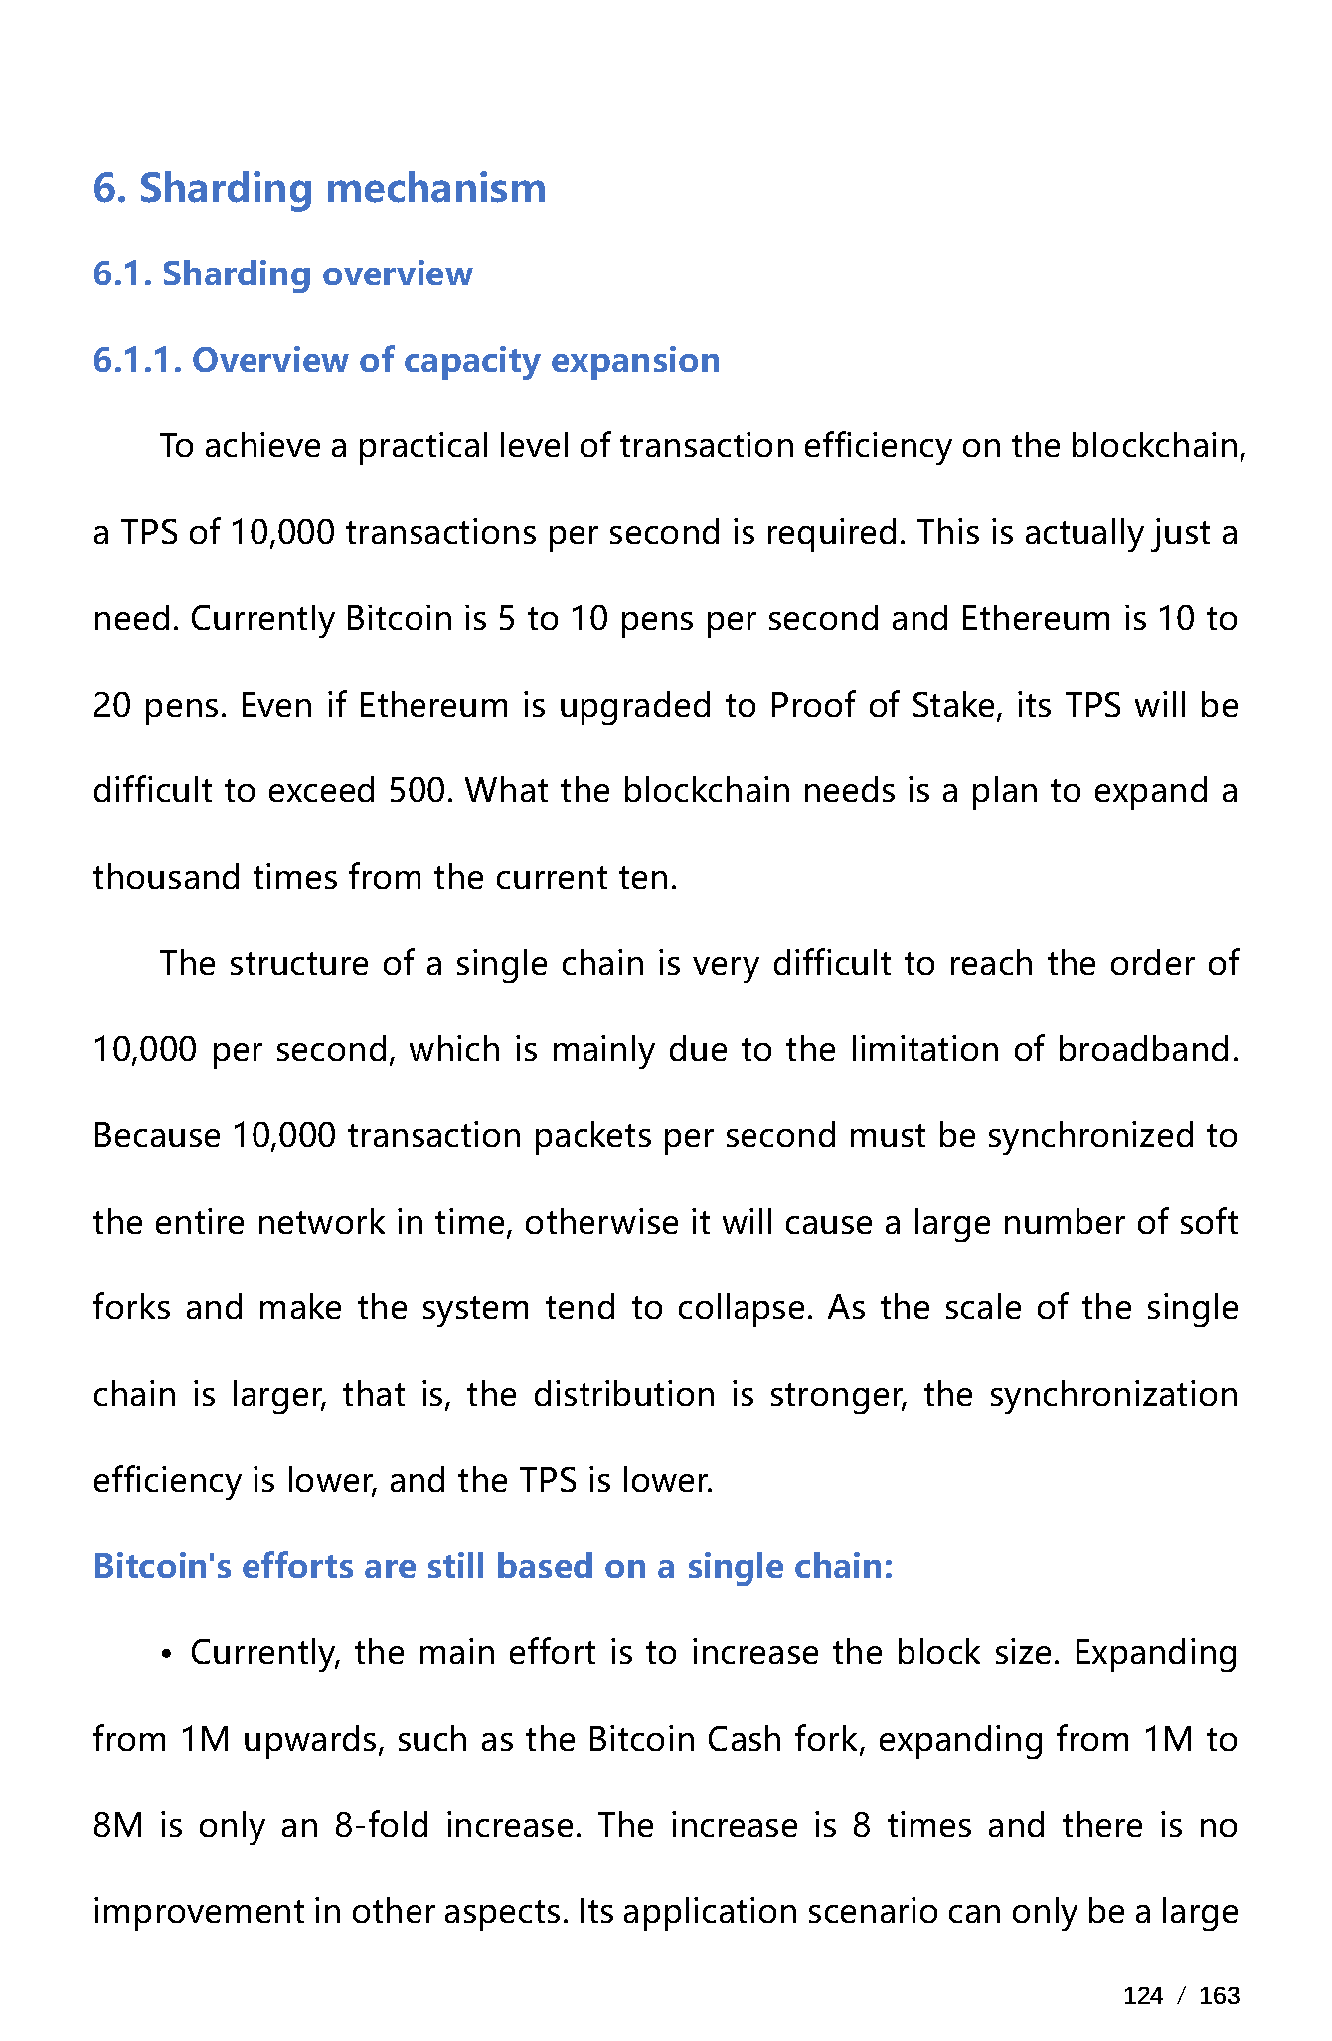 6. Sharding mechanism
6.1. Sharding overview
6.1.1. Overview of capacity expansion
To achieve a practical level of transaction efficiency on the blockchain,
a TPS of 10,000 transactions per second is required. This is actually just a
need. Currently Bitcoin is 5 to 10 pens per second and Ethereum is 10 to
20 pens. Even if Ethereum is upgraded to Proof of Stake, its TPS will be
difficult to exceed 500. What the blockchain needs is a plan to expand a
thousand times from the current ten.
The structure of a single chain is very difficult to reach the order of
10,000 per second, which is mainly due to the limitation of broadband.
Because 10,000 transaction packets per second must be synchronized to
the entire network in time, otherwise it will cause a large number of soft
forks and make the system tend to collapse. As the scale of the single
chain is larger, that is, the distribution is stronger, the synchronization
efficiency is lower, and the TPS is lower.
Bitcoin's efforts are still based on a single chain:
• Currently, the main effort is to increase the block size. Expanding
from 1M upwards, such as the Bitcoin Cash fork, expanding from 1M to
8M is only an 8-fold increase. The increase is 8 times and there is no
improvement in other aspects. Its application scenario can only be a large
124 / 163